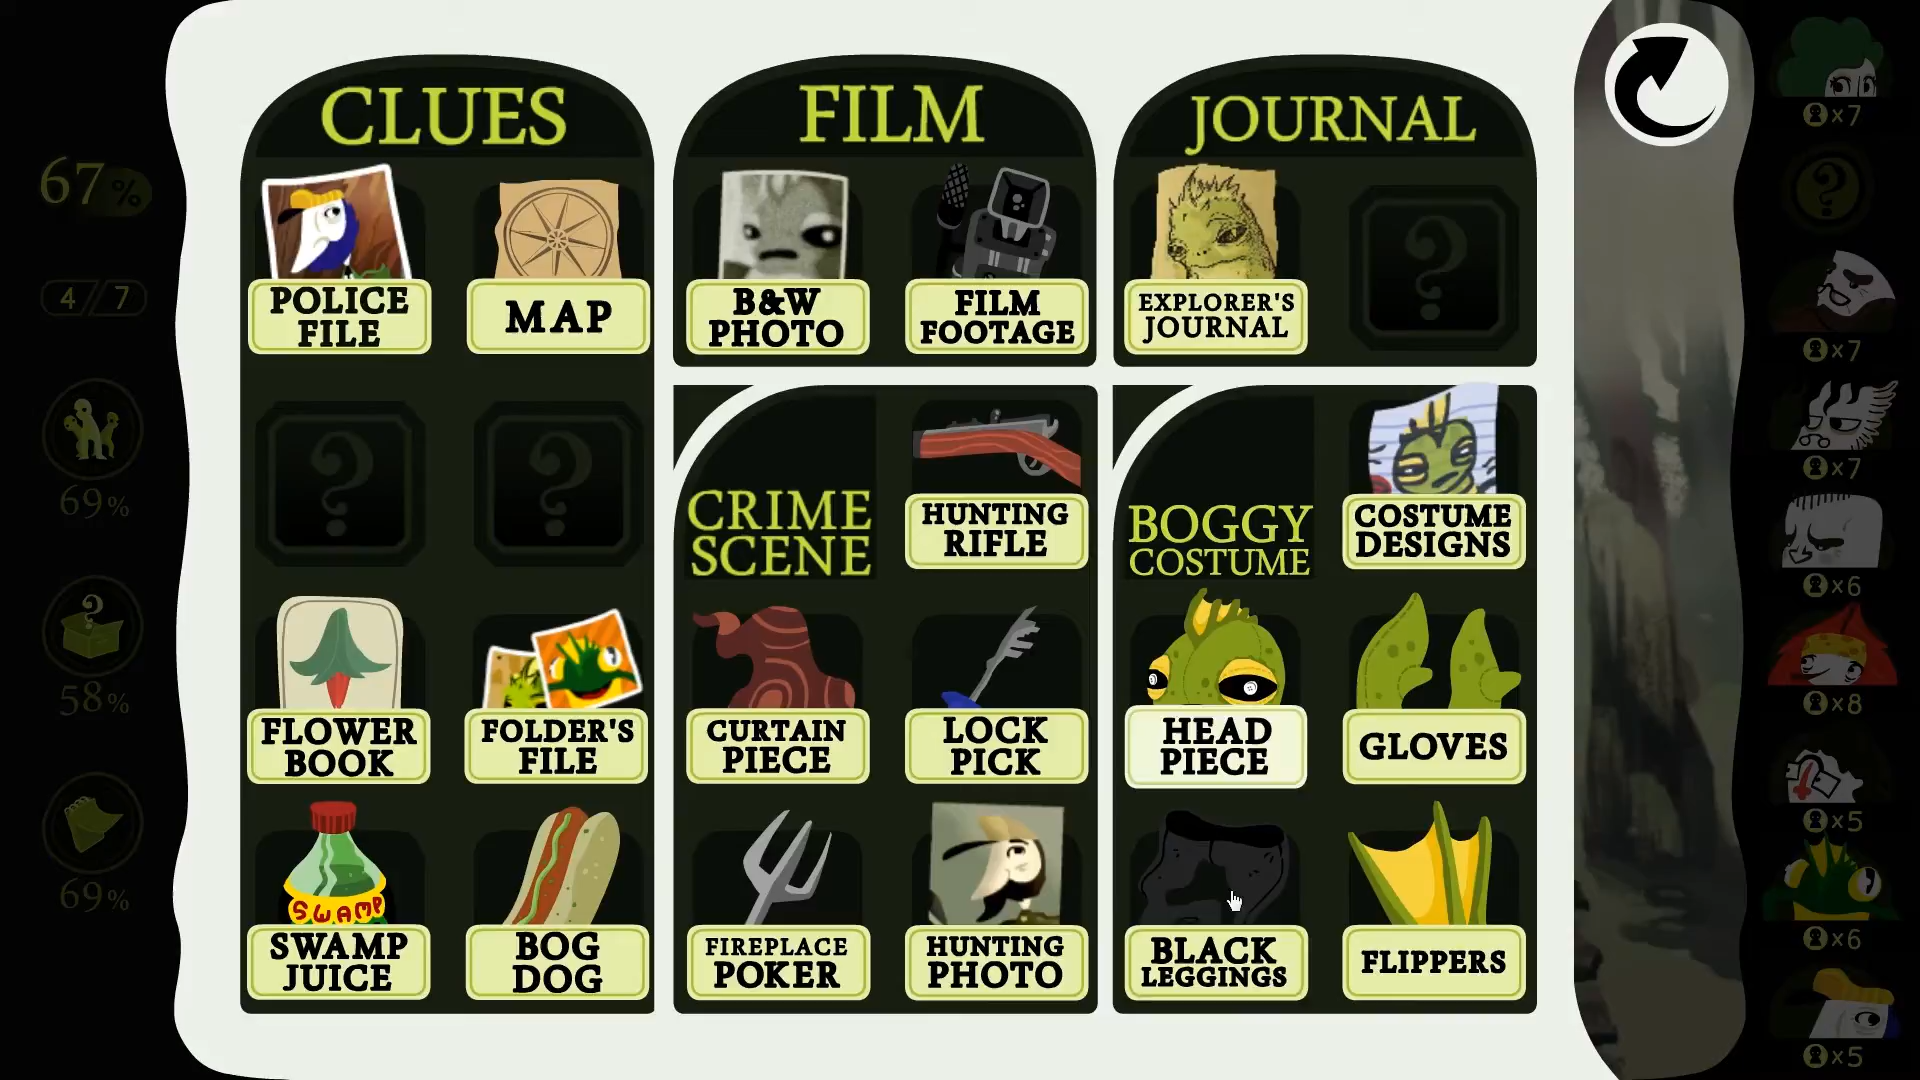 67%
4/7
69%
58%
69%
CLUES
POLICE
FILE
MAP
?
?
FLOWER
BOOK
FOLDER'S
FILE
SWAMP
SWAMP
JUICE
BOG
DOG
FILM
B&W
PHOTO
FILM
FOOTAGE
JOURNAL
EXPLORER'S
JOURNAL
?
CRIME
SCENE
HUNTING
RIFLE
CURTAIN
PIECE
LOCK
PICK
FIREPLACE
POKER
HUNTING
PHOTO
BOGGY
COSTUME
COSTUME
DESIGNS
HEAD
PIECE
GLOVES
BLACK
LEGGINGS
FLIPPERS
x7
?
x7
x7
x6
x8
x5
x6
x5